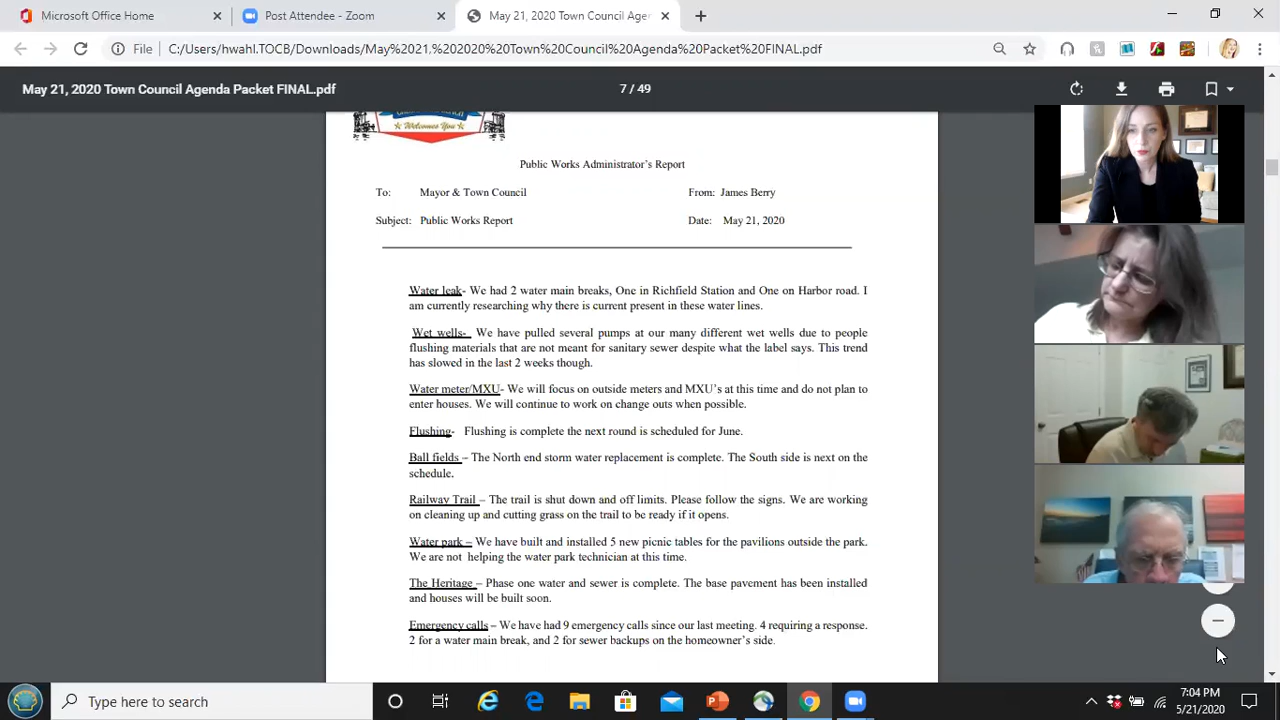 Microsoft Office Home
Post Attendee - Zoom
May 21, 2020 Town Council Agenda
File
C:/Users/hwahl.TOCB/Downloads/May%2021,%202020%20Town%20Council%20Agenda%20Packet%20FINAL.pdf
May 21, 2020 Town Council Agenda Packet FINAL.pdf
7 / 49
Welcomes You
Public Works Administrator's Report
To: Mayor & Town Council From: James Berry
Subject: Public Works Report Date: May 21, 2020
Water leak- We had 2 water main breaks, One in Richfield Station and One on Harbor road. I
am currently researching why there is current present in these water lines.
Wet wells- We have pulled several pumps at our many different wet wells due to people
flushing materials that are not meant for sanitary sewer despite what the label says. This trend
has slowed in the last 2 weeks though.
Water meter/MXU- We will focus on outside meters and MXU's at this time and do not plan to
enter houses. We will continue to work on change outs when possible.
Flushing- Flushing is complete the next round is scheduled for June.
Ball fields – The North end storm water replacement is complete. The South side is next on the
schedule.
Railway Trail – The trail is shut down and off limits. Please follow the signs. We are working
on cleaning up and cutting grass on the trail to be ready if it opens.
Water park – We have built and installed 5 new picnic tables for the pavilions outside the park.
We are not helping the water park technician at this time.
The Heritage – Phase one water and sewer is complete. The base pavement has been installed
and houses will be built soon.
Emergency calls – We have had 9 emergency calls since our last meeting. 4 requiring a response.
2 for a water main break, and 2 for sewer backups on the homeowner's side.
Type here to search
7:04 PM
5/21/2020